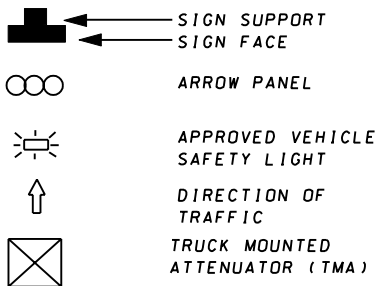 SIGN SUPPORT
SIGN FACE
ARROW PANEL
APPROVED VEHICLE
SAFETY LIGHT
DIRECTION OF
TRAFFIC
TRUCK MOUNTED
ATTENUATOR (TMA)